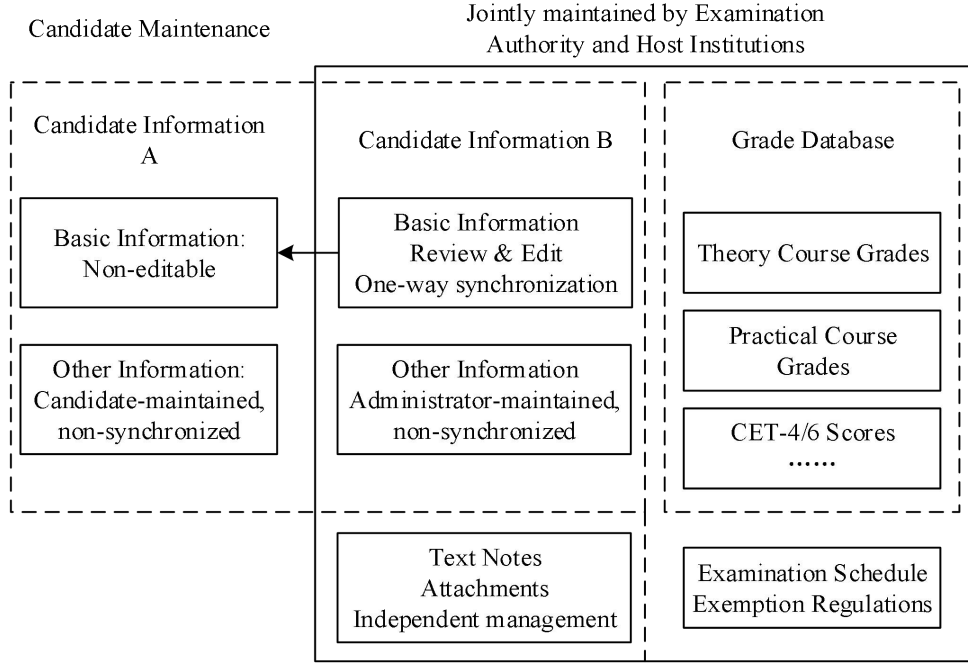 Candidate Maintenance
Jointly maintained by Examination
Authority and Host Institutions
Candidate Information
A
Basic Information:
Non-editable
Other Information:
Candidate-maintained,
non-synchronized
Candidate Information B
Basic Information
Review & Edit
One-way synchronization
Other Information
Administrator-maintained,
non-synchronized
Text Notes
Attachments
Independent management
Grade Database
Theory Course Grades
Practical Course
Grades
CET-4/6 Scores
……
Examination Schedule
Exemption Regulations